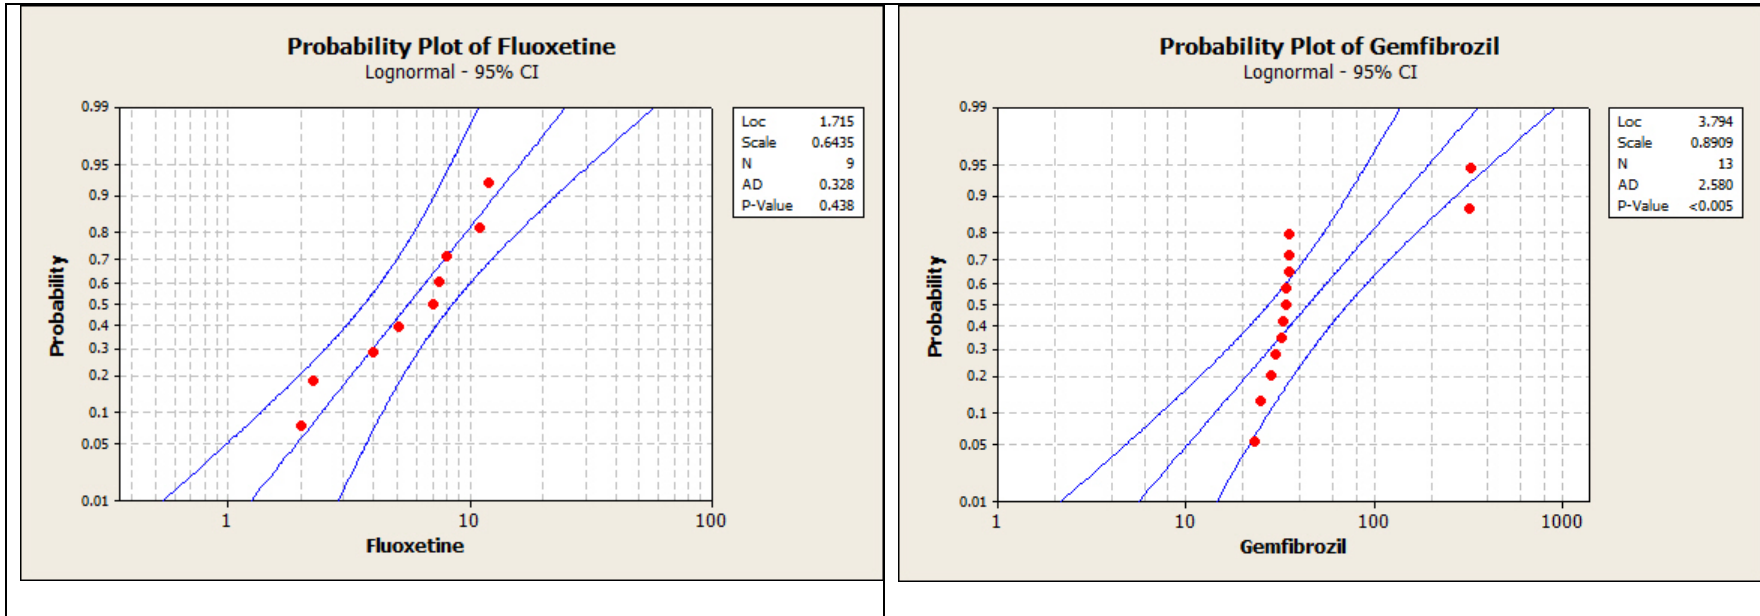 Probability Plot of Fluoxetine
Lognormal - 95% CI
0.99
0.95
0.9
0.8
0.7
0.6
0.5
0.4
0.3
0.2
0.1
0.05
0.01
Probability
1 10 100
Fluoxetine
Loc 1.715
Scale 0.6435
N 9
AD 0.328
P-Value 0.438
Probability Plot of Gemfibrozil
Lognormal - 95% CI
0.99
0.95
0.9
0.8
0.7
0.6
0.5
0.4
0.3
0.2
0.1
0.05
0.01
Probability
1 10 100 1000
Gemfibrozil
Loc 3.794
Scale 0.8909
N 13
AD 2.580
P-Value <0.005